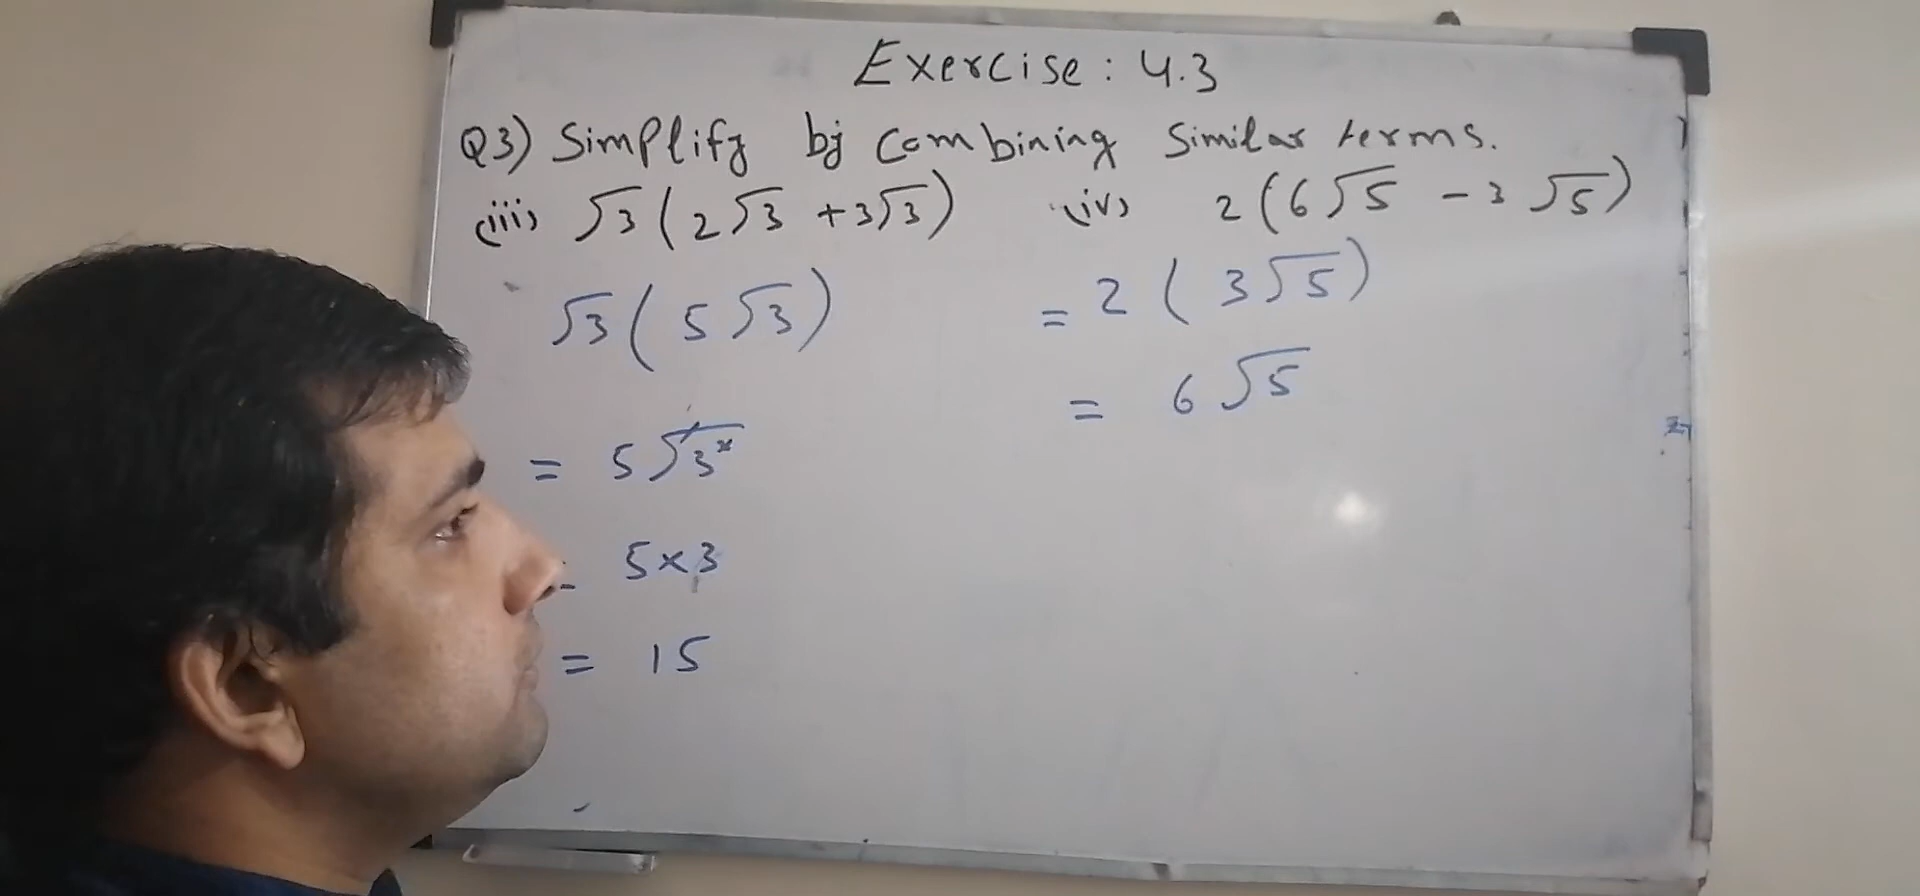 Exercise: 4.3
Q3) Simplify by combining similar terms.
(iii) √3(2√3 + 3√3) (iv) 2(6√5 - 3√5)
√3(5√3)
= 5√3²
= 5×3
= 15
= 2(3√5)
= 6√5